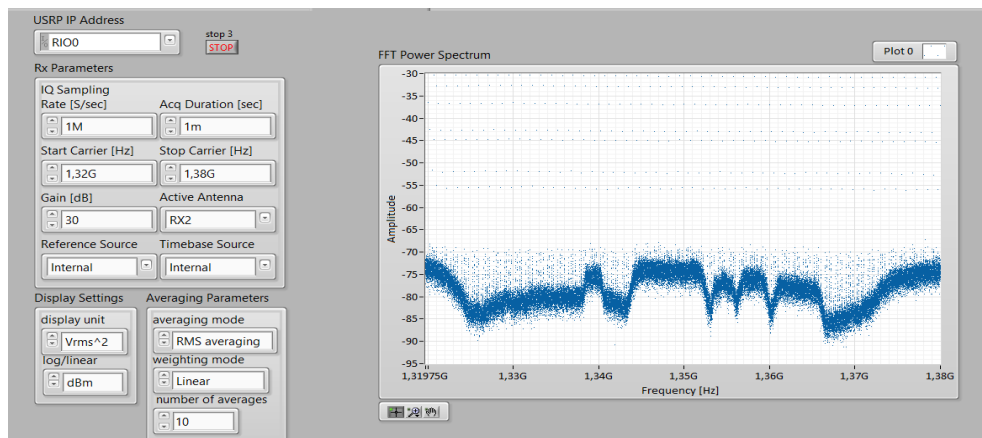 USRP IP Address
RIO0
stop 3
STOP
Rx Parameters
IQ Sampling
Rate [S/sec] Acq Duration [sec]
1M 1m
Start Carrier [Hz] Stop Carrier [Hz]
1,32G 1,38G
Gain [dB] Active Antenna
30 RX2
Reference Source Timebase Source
Internal Internal
Display Settings Averaging Parameters
display unit averaging mode
Vrms^2 RMS averaging
log/linear weighting mode
dBm Linear
number of averages
10
FFT Power Spectrum
Plot 0
Amplitude
-30
-35
-40
-45
-50
-55
-60
-65
-70
-75
-80
-85
-90
-95
1,31975G 1,33G 1,34G 1,35G 1,36G 1,37G 1,38G
Frequency [Hz]